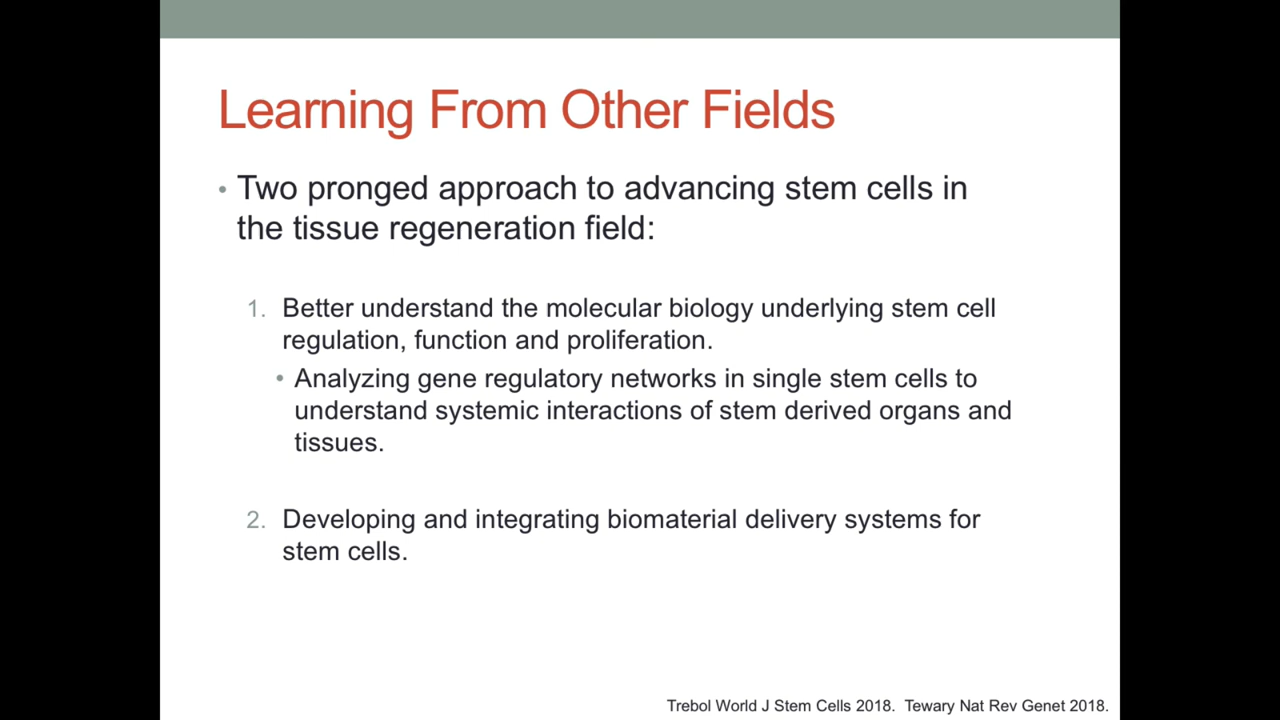 Learning From Other Fields
• Two pronged approach to advancing stem cells in
the tissue regeneration field:
1. Better understand the molecular biology underlying stem cell
regulation, function and proliferation.
• Analyzing gene regulatory networks in single stem cells to
understand systemic interactions of stem derived organs and
tissues.
2. Developing and integrating biomaterial delivery systems for
stem cells.
Trebol World J Stem Cells 2018. Tewary Nat Rev Genet 2018.